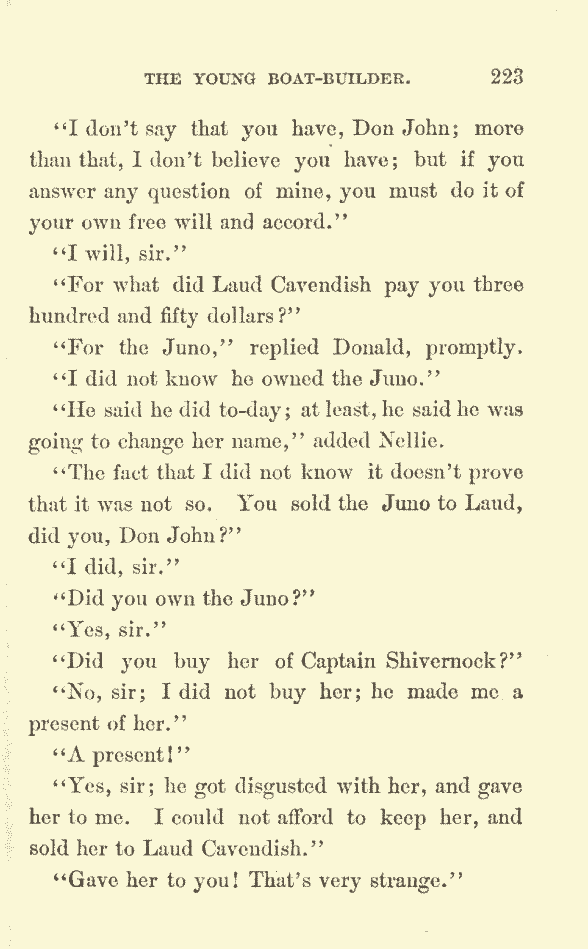 THE YOUNG BOAT-BUILDER. 223
“I don’t say that you have, Don John; more
than that, I don’t believe you have; but if you
answer any question of mine, you must do it of
your own free will and accord.”
“I will, sir.”
“For what did Laud Cavendish pay you three
hundred and fifty dollars?”
“For the Juno,” replied Donald, promptly.
“I did not know he owned the Juno.”
“He said he did to-day; at least, he said he was
going to change her name,” added Nellie.
“The fact that I did not know it doesn’t prove
that it was not so. You sold the Juno to Laud,
did you, Don John?”
“I did, sir.”
“Did you own the Juno?”
“Yes, sir.”
“Did you buy her of Captain Shivernock?”
“No, sir; I did not buy her; he made me a
present of her.”
“A present!”
“Yes, sir; he got disgusted with her, and gave
her to me. I could not afford to keep her, and
sold her to Laud Cavendish.”
“Gave her to you! That’s very strange.”